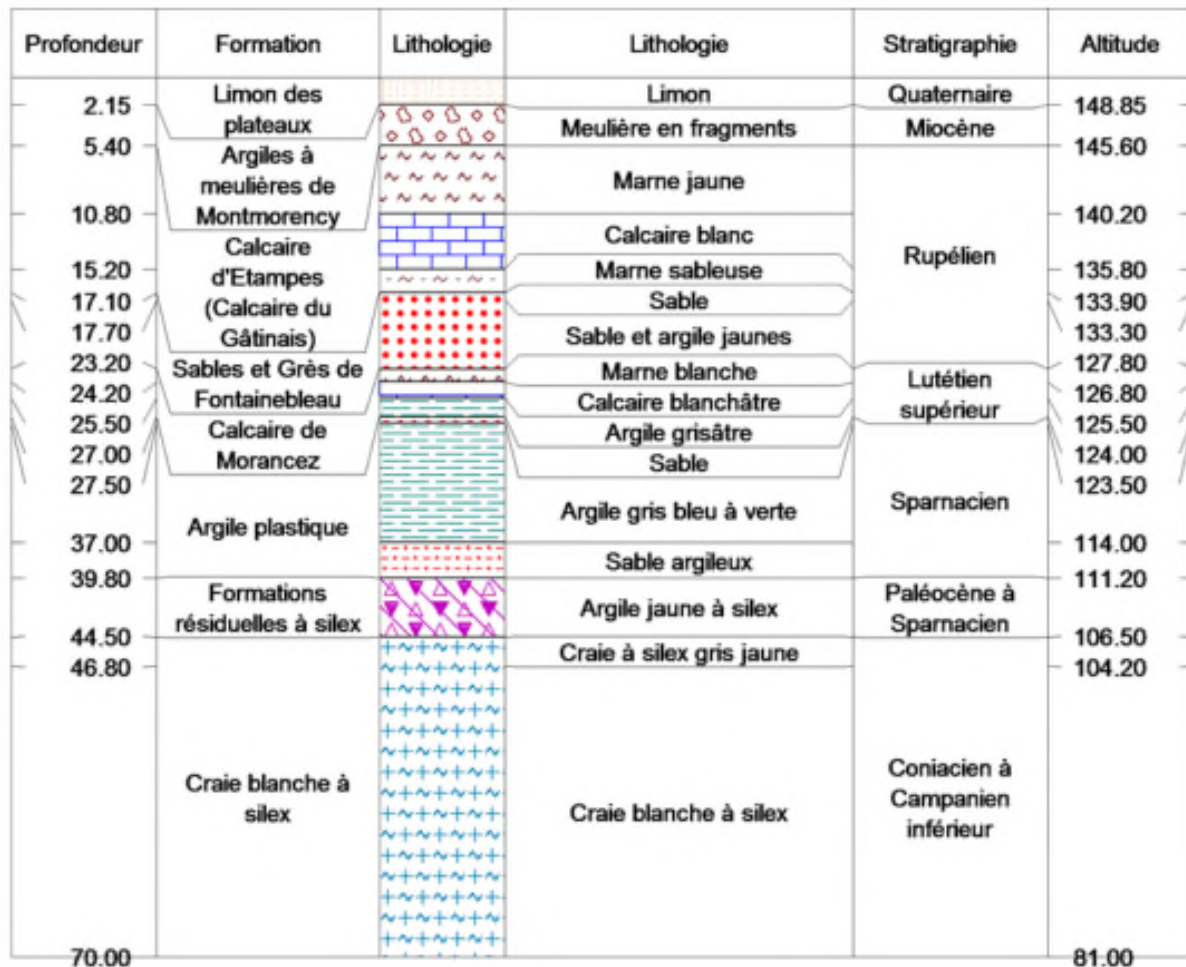 Profondeur Formation Lithologie Lithologie Stratigraphie Altitude
Limon des
plateaux
Limon
Quaternaire
2.15
148.85
Meulière en fragments
Miocène
5.40
145.60
Argiles à
meulières de
Montmorency
Marne jaune
10.80
140.20
Calcaire
d'Etampes
(Calcaire du
Gâtinais)
Calcaire blanc
Rupélien
15.20
135.80
Marne sableuse
17.10
133.90
Sable
17.70
133.30
Sable et argile jaunes
23.20
127.80
Sables et Grès de
Fontainebleau
Marne blanche
Lutétien
supérieur
24.20
126.80
Calcaire blanchâtre
25.50
125.50
Calcaire de
Morancez
Argile grisâtre
27.00
124.00
Sable
27.50
123.50
Argile plastique
Argile gris bleu à verte
Sparnacien
37.00
114.00
Sable argileux
39.80
111.20
Formations
résiduelles à silex
Argile jaune à silex
Paléocène à
Sparnacien
44.50
106.50
Craie à silex gris jaune
46.80
104.20
Craie blanche à
silex
Craie blanche à silex
Coniacien à
Campanien
inférieur
70.00
81.00